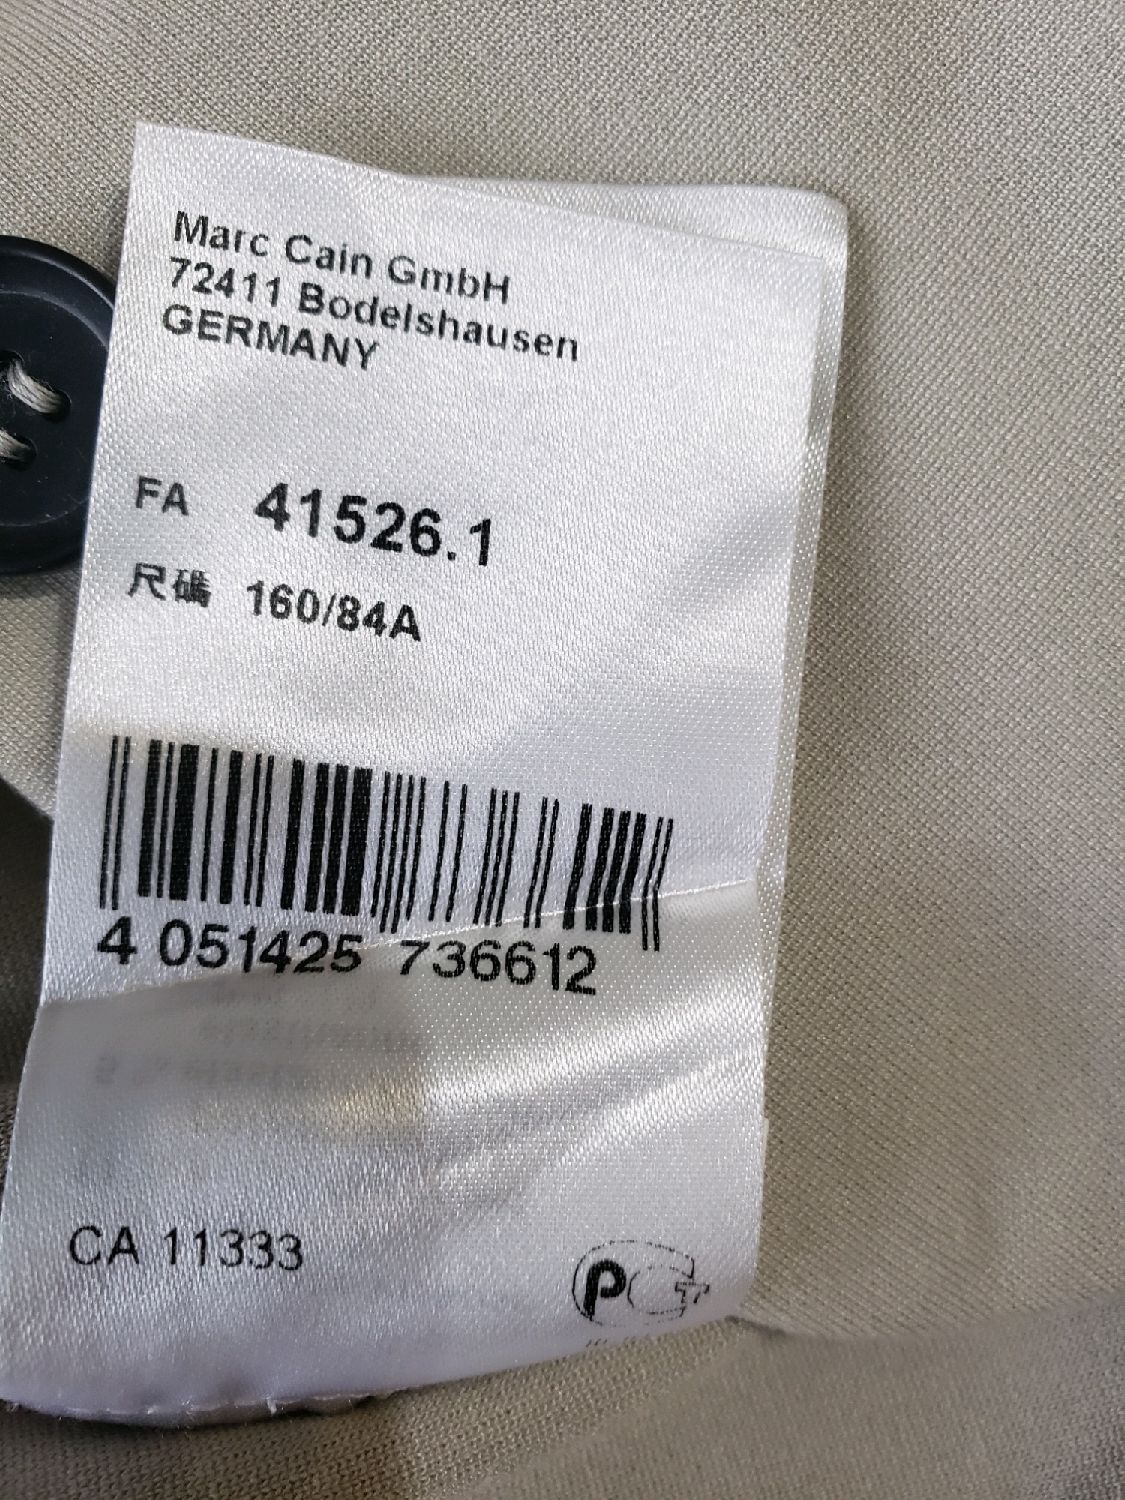 Marc Cain GmbH
72411 Bodelshausen
GERMANY
FA 41526.1
尺碼 160/84A
4 051425 736612
CA 11333